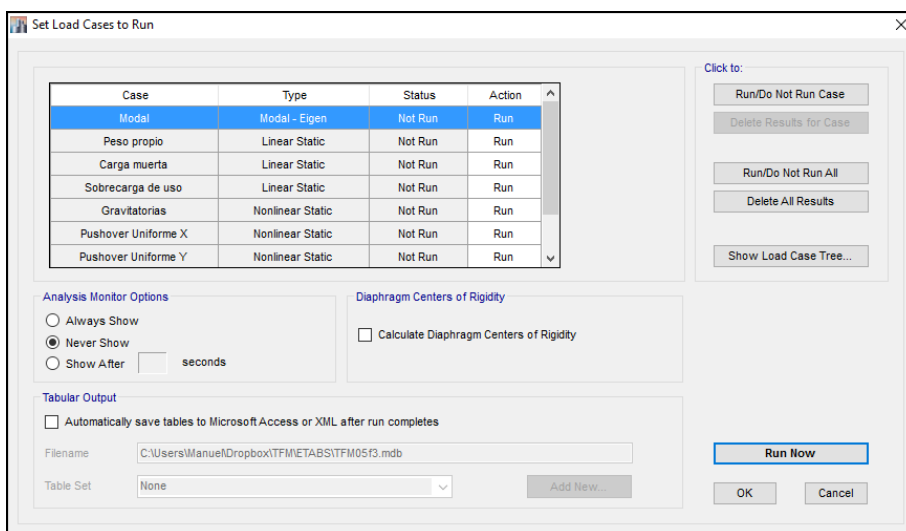 Set Load Cases to Run
Click to:
Case Type Status Action
Modal Modal - Eigen Not Run Run
Peso propio Linear Static Not Run Run
Carga muerta Linear Static Not Run Run
Sobrecarga de uso Linear Static Not Run Run
Gravitatorias Nonlinear Static Not Run Run
Pushover Uniforme X Nonlinear Static Not Run Run
Pushover Uniforme Y Nonlinear Static Not Run Run
Run/Do Not Run Case
Delete Results for Case
Run/Do Not Run All
Delete All Results
Show Load Case Tree...
Analysis Monitor Options
Always Show
Never Show
Show After seconds
Diaphragm Centers of Rigidity
Calculate Diaphragm Centers of Rigidity
Tabular Output
Automatically save tables to Microsoft Access or XML after run completes
Filename C:\Users\Manuel\Dropbox\TFM\ETABS\TFM05f3.mdb
Table Set None Add New...
Run Now
OK Cancel